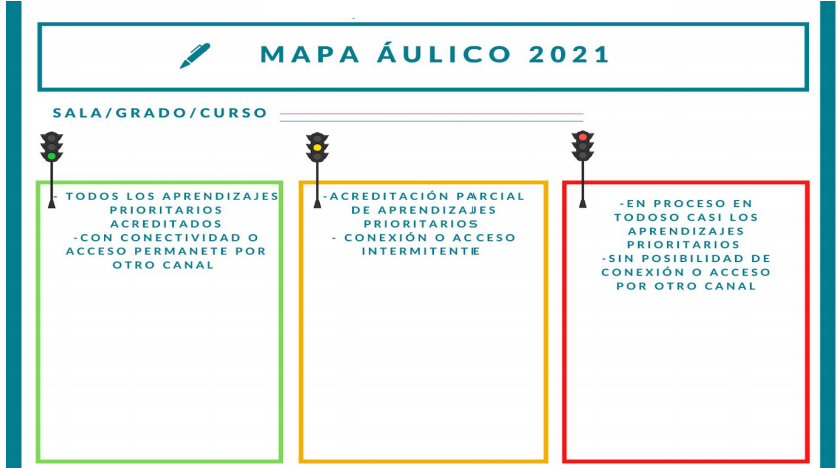 MAPA ÁULICO 2021
SALA/GRADO/CURSO
- TODOS LOS APRENDIZAJES
PRIORITARIOS
ACREDITADOS
-CON CONECTIVIDAD O
ACCESO PERMANETE POR
OTRO CANAL
-ACREDITACIÓN PARCIAL
DE APRENDIZAJES
PRIORITARIOS
- CONEXIÓN O ACCESO
INTERMITENTE
-EN PROCESO EN
TODOSO CASI LOS
APRENDIZAJES
PRIORITARIOS
-SIN POSIBILIDAD DE
CONEXIÓN O ACCESO
POR OTRO CANAL